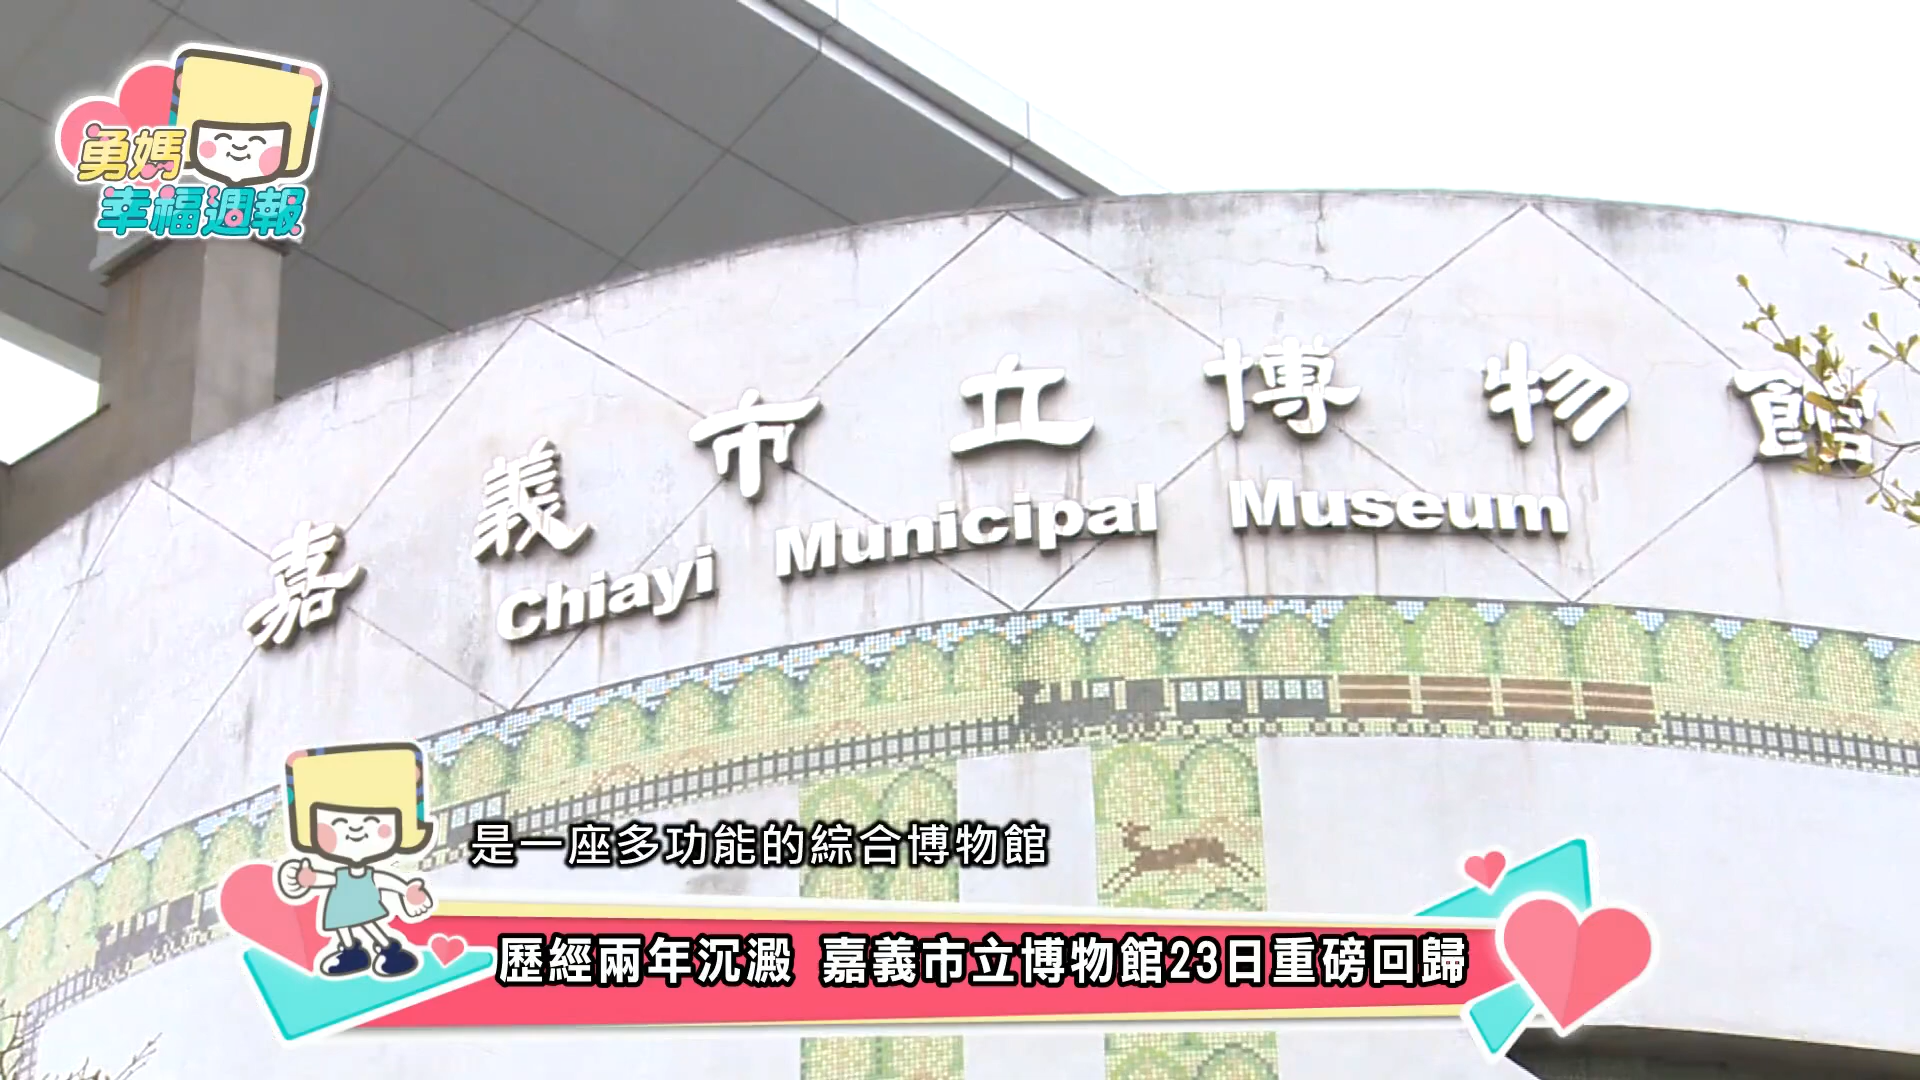 勇媽
幸福週報
嘉義市立博物館
Chiayi Municipal Museum
是一座多功能的綜合博物館
歷經兩年沉澱 嘉義市立博物館23日重磅回歸